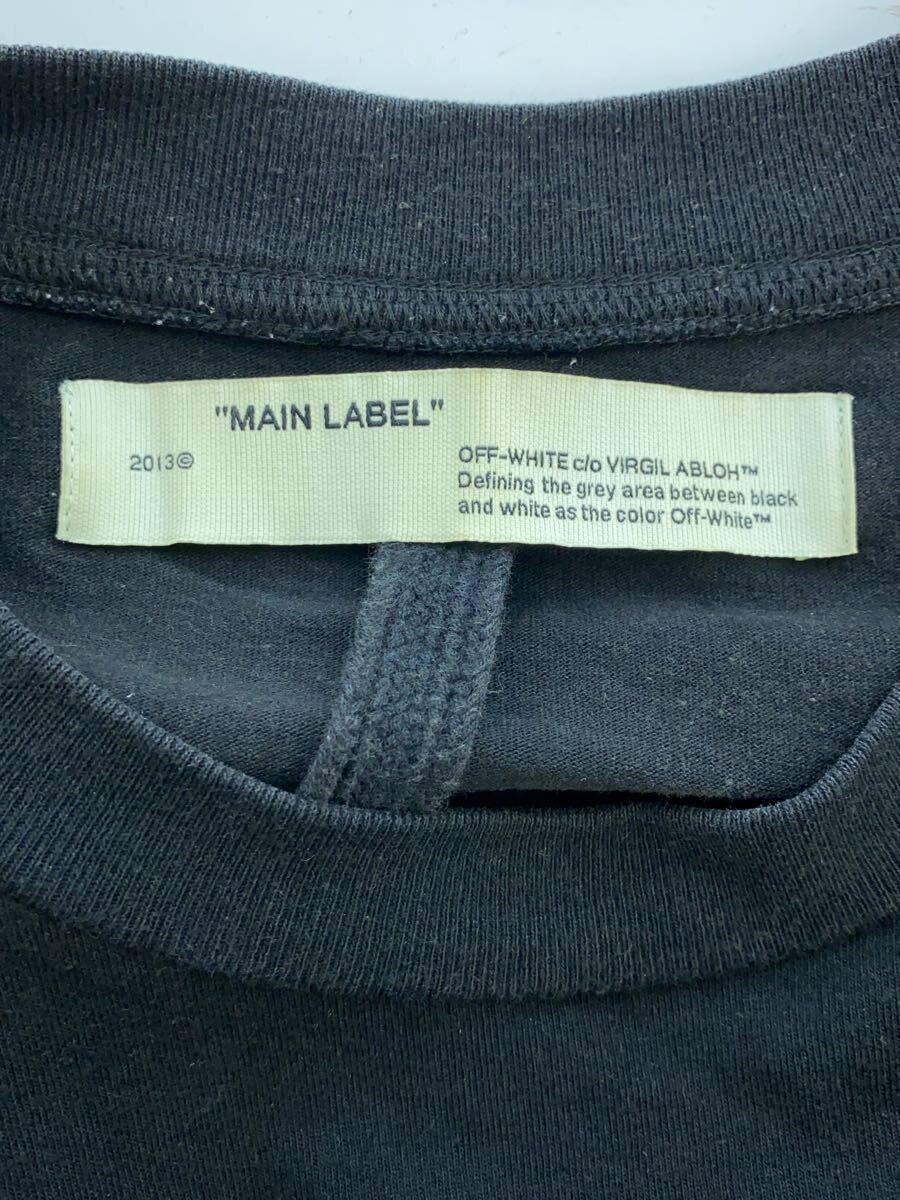 "MAIN LABEL"
2013©
OFF-WHITE c/o VIRGIL ABLOH™
Defining the grey area between black
and white as the color Off-White™